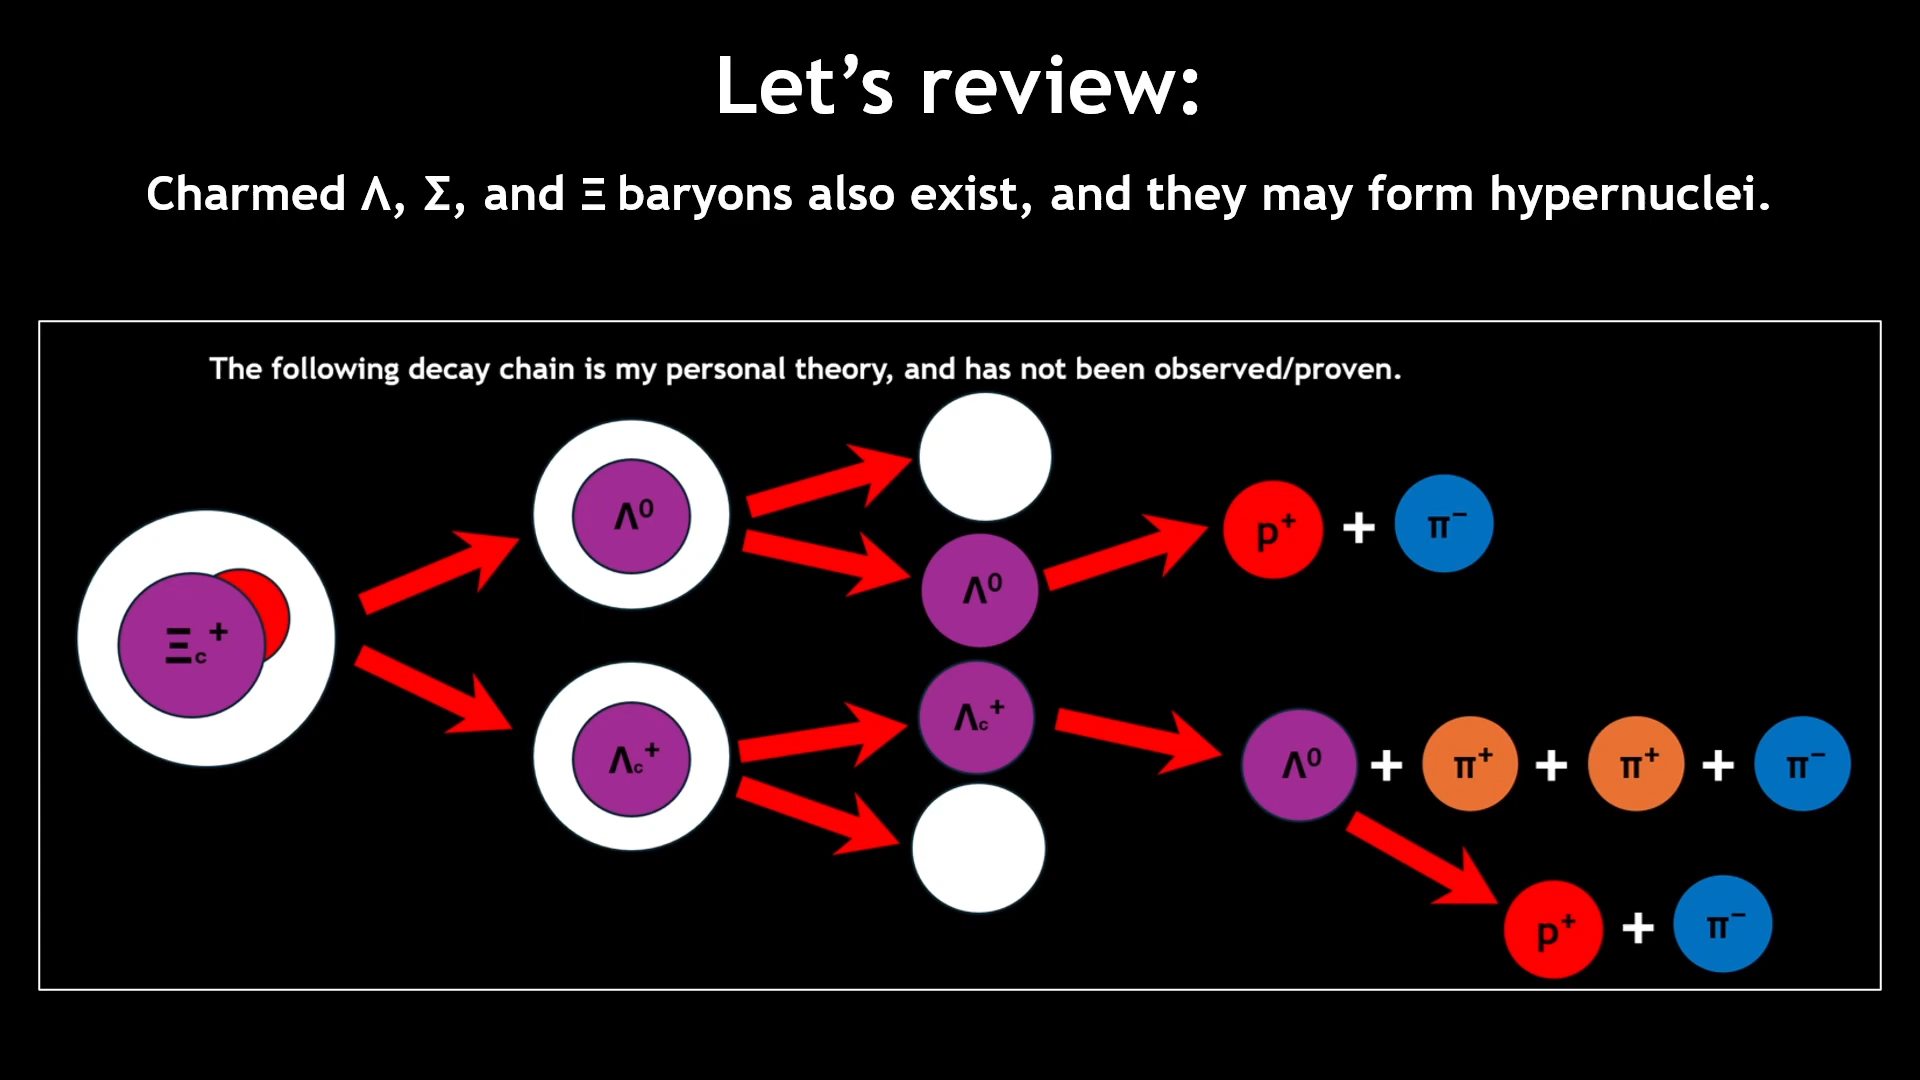 Let’s review:
Charmed Λ, Σ, and Ξ baryons also exist, and they may form hypernuclei.
The following decay chain is my personal theory, and has not been observed/proven.
Ξc⁺
Λ⁰
Λc⁺
Λ⁰
Λc⁺
p⁺ + π⁻
Λ⁰ + π⁺ + π⁺ + π⁻
p⁺ + π⁻